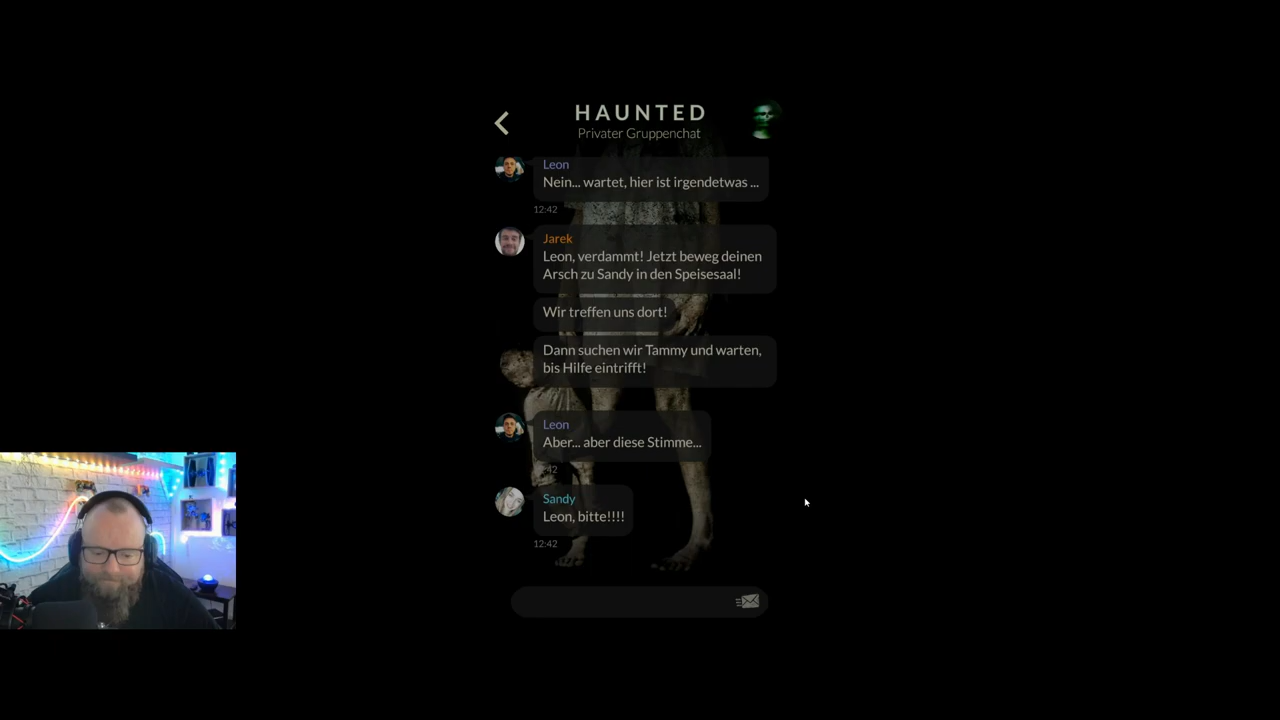 HAUNTED
Privater Gruppenchat
Leon
Nein... wartet, hier ist irgendetwas ...
12:42
Jarek
Leon, verdammt! Jetzt beweg deinen
Arsch zu Sandy in den Speisesaal!
Wir treffen uns dort!
Dann suchen wir Tammy und warten,
bis Hilfe eintrifft!
Leon
Aber... aber diese Stimme...
:42
Sandy
Leon, bitte!!!!
12:42